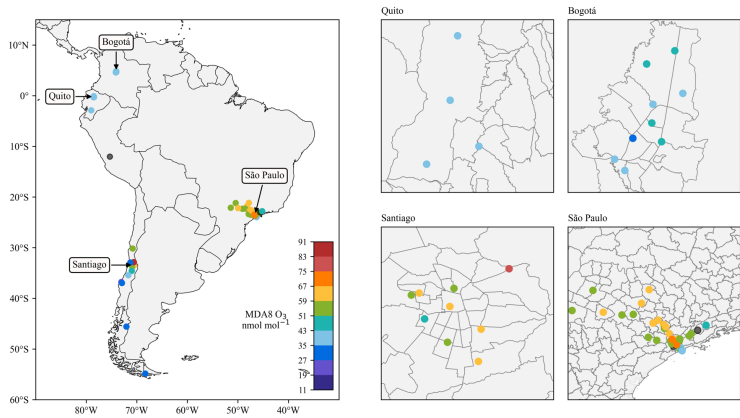 Quito
Bogotá
10°N
0°
10°S
20°S
30°S
40°S
50°S
60°S
80°W
70°W
60°W
50°W
40°W
Bogotá
Quito
São Paulo
Santiago
MDA8 O₃
nmol mol⁻¹
91
83
75
67
59
51
43
35
27
19
11
Santiago
São Paulo